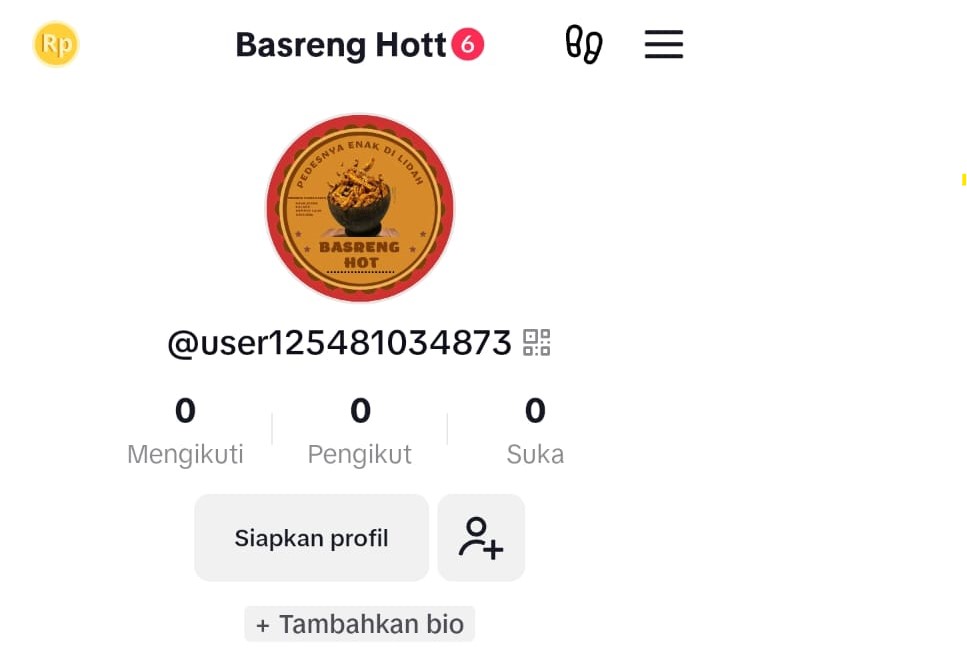 Rp
Basreng Hott 6
PEDESNYA ENAK DI LIDAH
BASRENG
HOT
@user125481034873
0 0 0
Mengikuti Pengikut Suka
Siapkan profil
+ Tambahkan bio